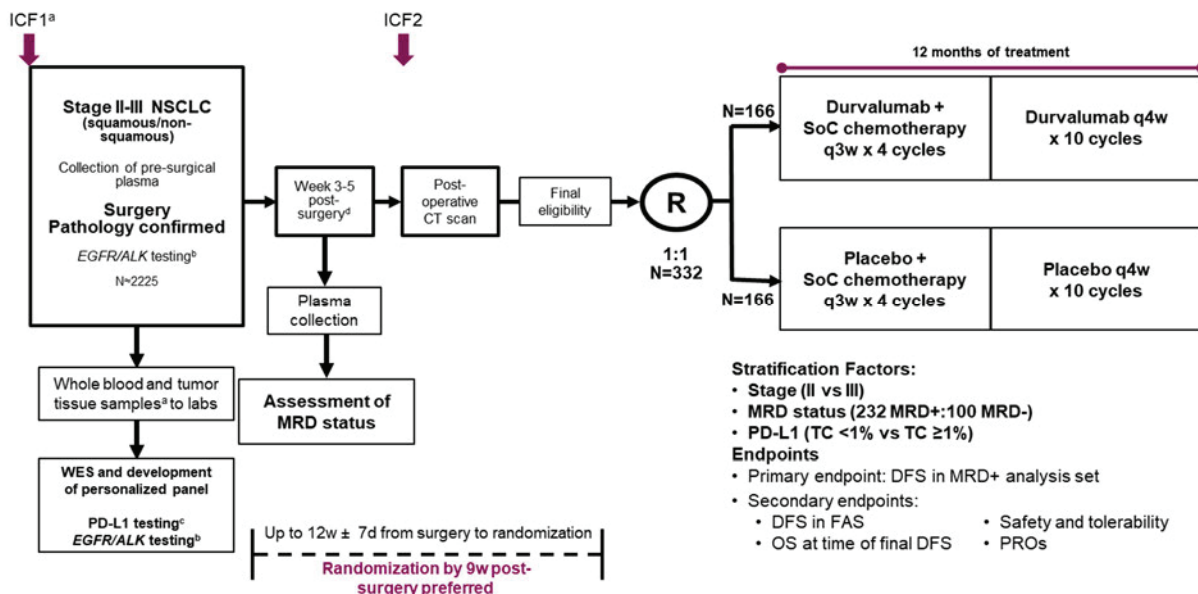 ICF1ª
ICF2
Stage II-III NSCLC
(squamous/non-
squamous)
Collection of pre-surgical
plasma
Surgery
Pathology confirmed
EGFR/ALK testingᵇ
N≈2225
Week 3-5
post-
surgeryᵈ
Post-
operative
CT scan
Final
eligibility
R
1:1
N=332
N=166
N=166
12 months of treatment
Durvalumab +
SoC chemotherapy
q3w x 4 cycles
Durvalumab q4w
x 10 cycles
Placebo +
SoC chemotherapy
q3w x 4 cycles
Placebo q4w
x 10 cycles
Plasma
collection
Assessment of
MRD status
Whole blood and tumor
tissue samplesª to labs
WES and development
of personalized panel
PD-L1 testingᶜ
EGFR/ALK testingᵇ
Up to 12w ± 7d from surgery to randomization
Randomization by 9w post-
surgery preferred
Stratification Factors:
• Stage (II vs III)
• MRD status (232 MRD+:100 MRD-)
• PD-L1 (TC <1% vs TC ≥1%)
Endpoints
• Primary endpoint: DFS in MRD+ analysis set
• Secondary endpoints:
• DFS in FAS
• OS at time of final DFS
• Safety and tolerability
• PROs